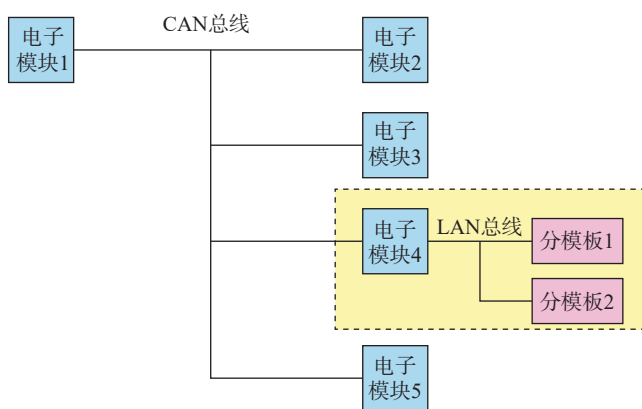 CAN总线
电子
模块1
电子
模块2
电子
模块3
电子
模块4
LAN总线
分模板1
分模板2
电子
模块5